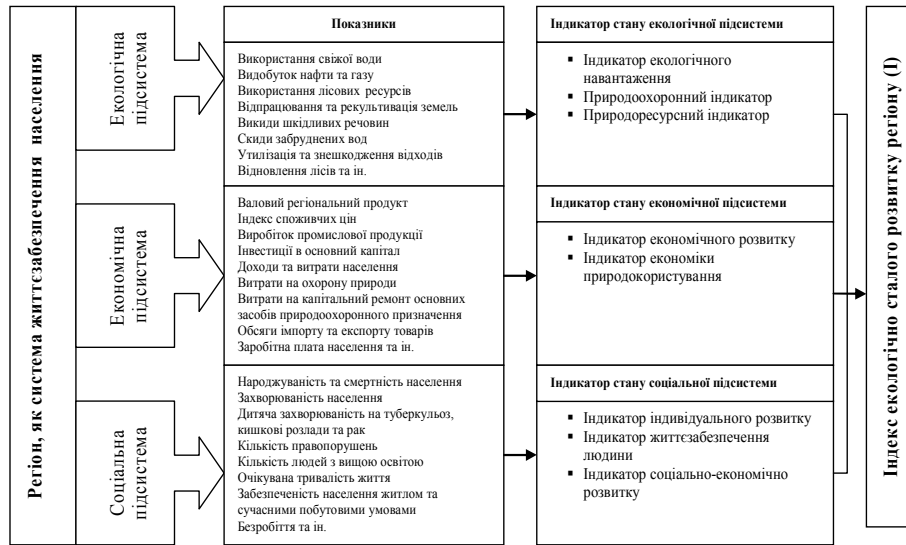 Регіон, як система життєзабезпечення населення
Екологічна
підсистема
Показники
Використання свіжої води
Видобуток нафти та газу
Використання лісових ресурсів
Відпрацювання та рекультивація земель
Викиди шкідливих речовин
Скиди забруднених вод
Утилізація та знешкодження відходів
Відновлення лісів та ін.
Індикатор стану екологічної підсистеми
▪ Індикатор екологічного
навантаження
▪ Природоохоронний індикатор
▪ Природоресурсний індикатор
Економічна
підсистема
Валовий регіональний продукт
Індекс споживчих цін
Виробіток промислової продукції
Інвестиції в основний капітал
Доходи та витрати населення
Витрати на охорону природи
Витрати на капітальний ремонт основних
засобів природоохоронного призначення
Обсяги імпорту та експорту товарів
Заробітна плата населення та ін.
Індикатор стану економічної підсистеми
▪ Індикатор економічного розвитку
▪ Індикатор економіки
природокористування
Соціальна
підсистема
Народжуваність та смертність населення
Захворюваність населення
Дитяча захворюваність на туберкульоз,
кишкові розлади та рак
Кількість правопорушень
Кількість людей з вищою освітою
Очікувана тривалість життя
Забезпеченість населення житлом та
сучасними побутовими умовами
Безробіття та ін.
Індикатор стану соціальної підсистеми
▪ Індикатор індивідуального розвитку
▪ Індикатор життєзабезпечення
людини
▪ Індикатор соціально-економічно
розвитку
Індекс екологічно сталого розвитку регіону (I)